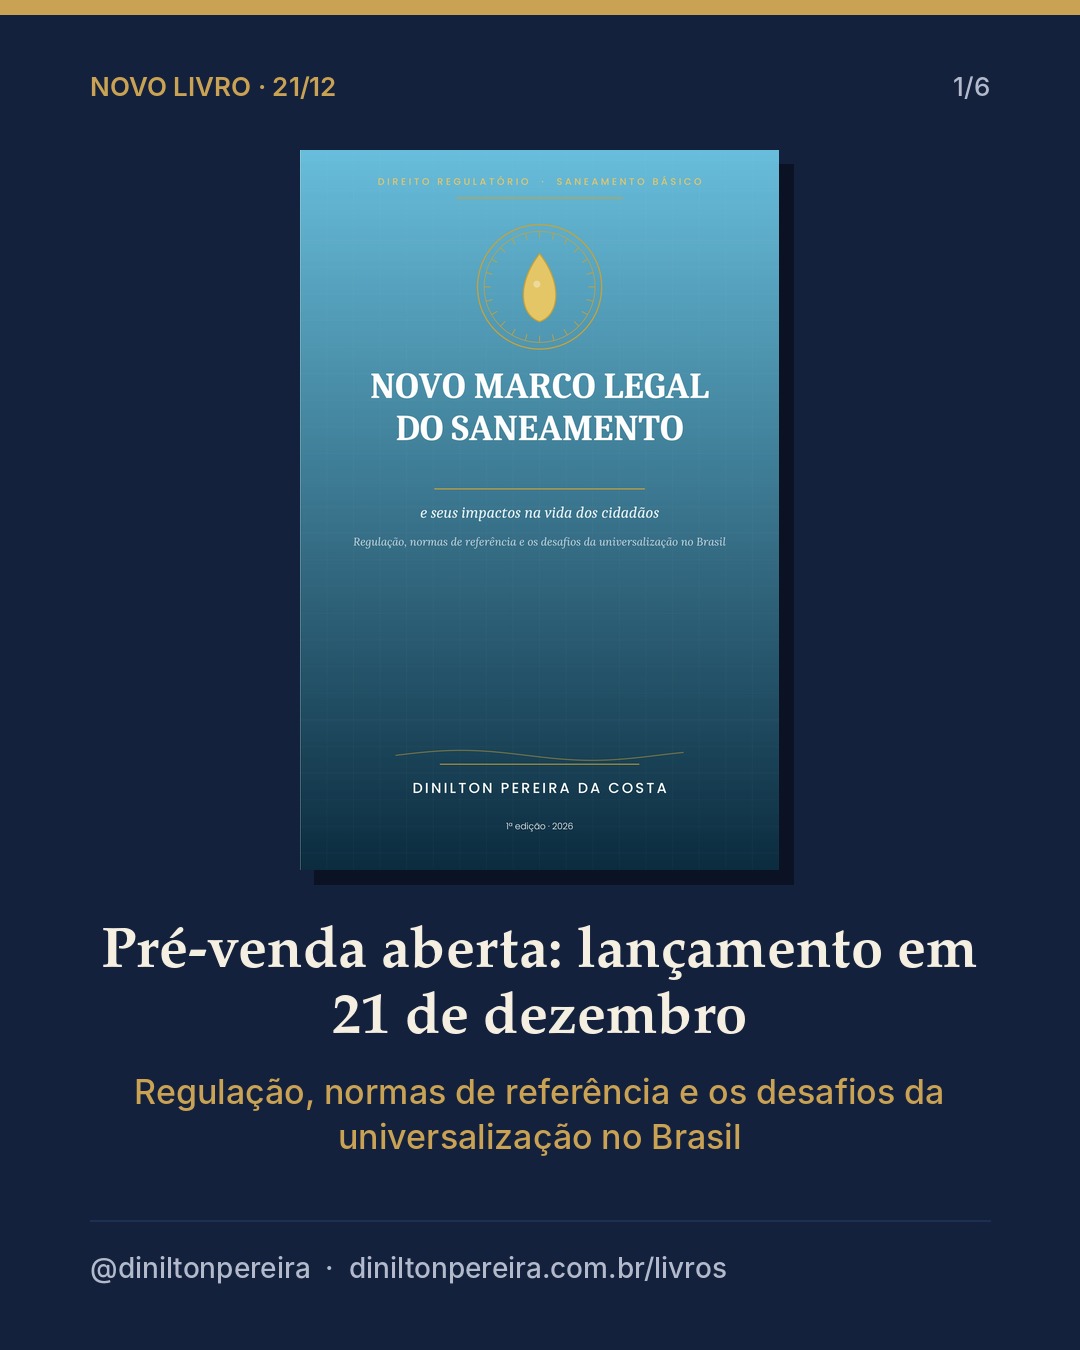 NOVO LIVRO · 21/12
1/6
DIREITO REGULATÓRIO · SANEAMENTO BÁSICO
NOVO MARCO LEGAL
DO SANEAMENTO
e seus impactos na vida dos cidadãos
Regulação, normas de referência e os desafios da universalização no Brasil
DINILTON PEREIRA DA COSTA
1ª edição · 2026
Pré-venda aberta: lançamento em
21 de dezembro
Regulação, normas de referência e os desafios da
universalização no Brasil
@diniltonpereira · diniltonpereira.com.br/livros